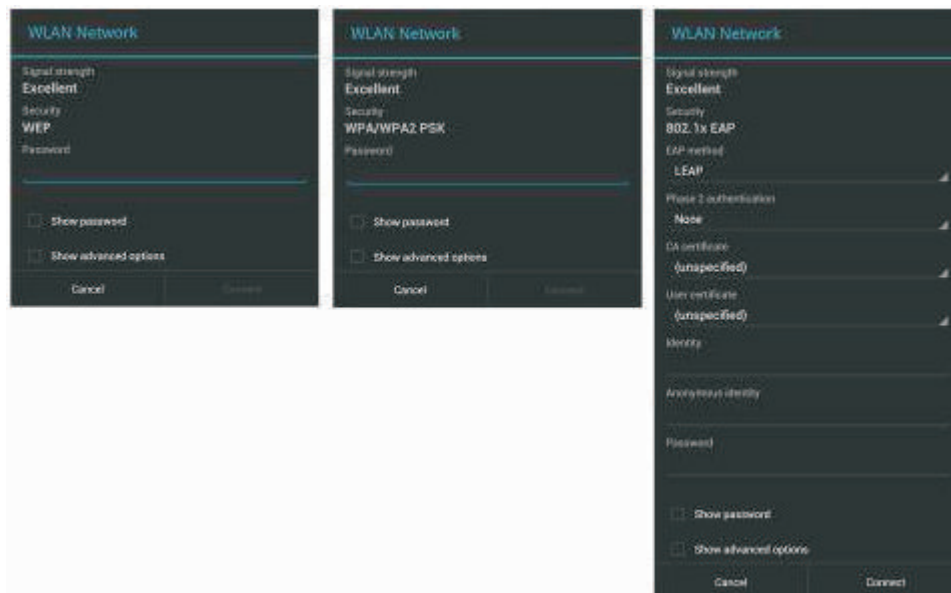 WLAN Network
Signal strength
Excellent
Security
WEP
Password
Show password
Show advanced options
Cancel
Connect
WLAN Network
Signal strength
Excellent
Security
WPA/WPA2 PSK
Password
Show password
Show advanced options
Cancel
Connect
WLAN Network
Signal strength
Excellent
Security
802.1x EAP
EAP method
LEAP
Phase 2 authentication
None
CA certificate
(unspecified)
User certificate
(unspecified)
Identity
Anonymous identity
Password
Show password
Show advanced options
Cancel
Connect